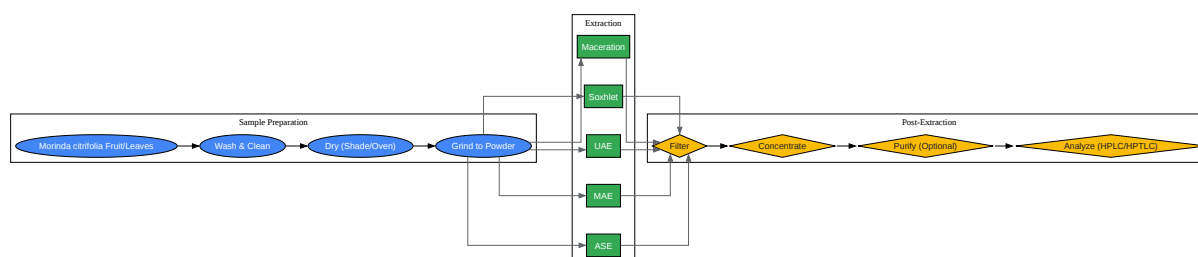 Extraction
Maceration
Soxhlet
Sample Preparation
Post-Extraction
Morinda citrifolia Fruit/Leaves
Wash & Clean
Dry (Shade/Oven)
Grind to Powder
UAE
Filter
Concentrate
Purify (Optional)
Analyze (HPLC/HPTLC)
MAE
ASE